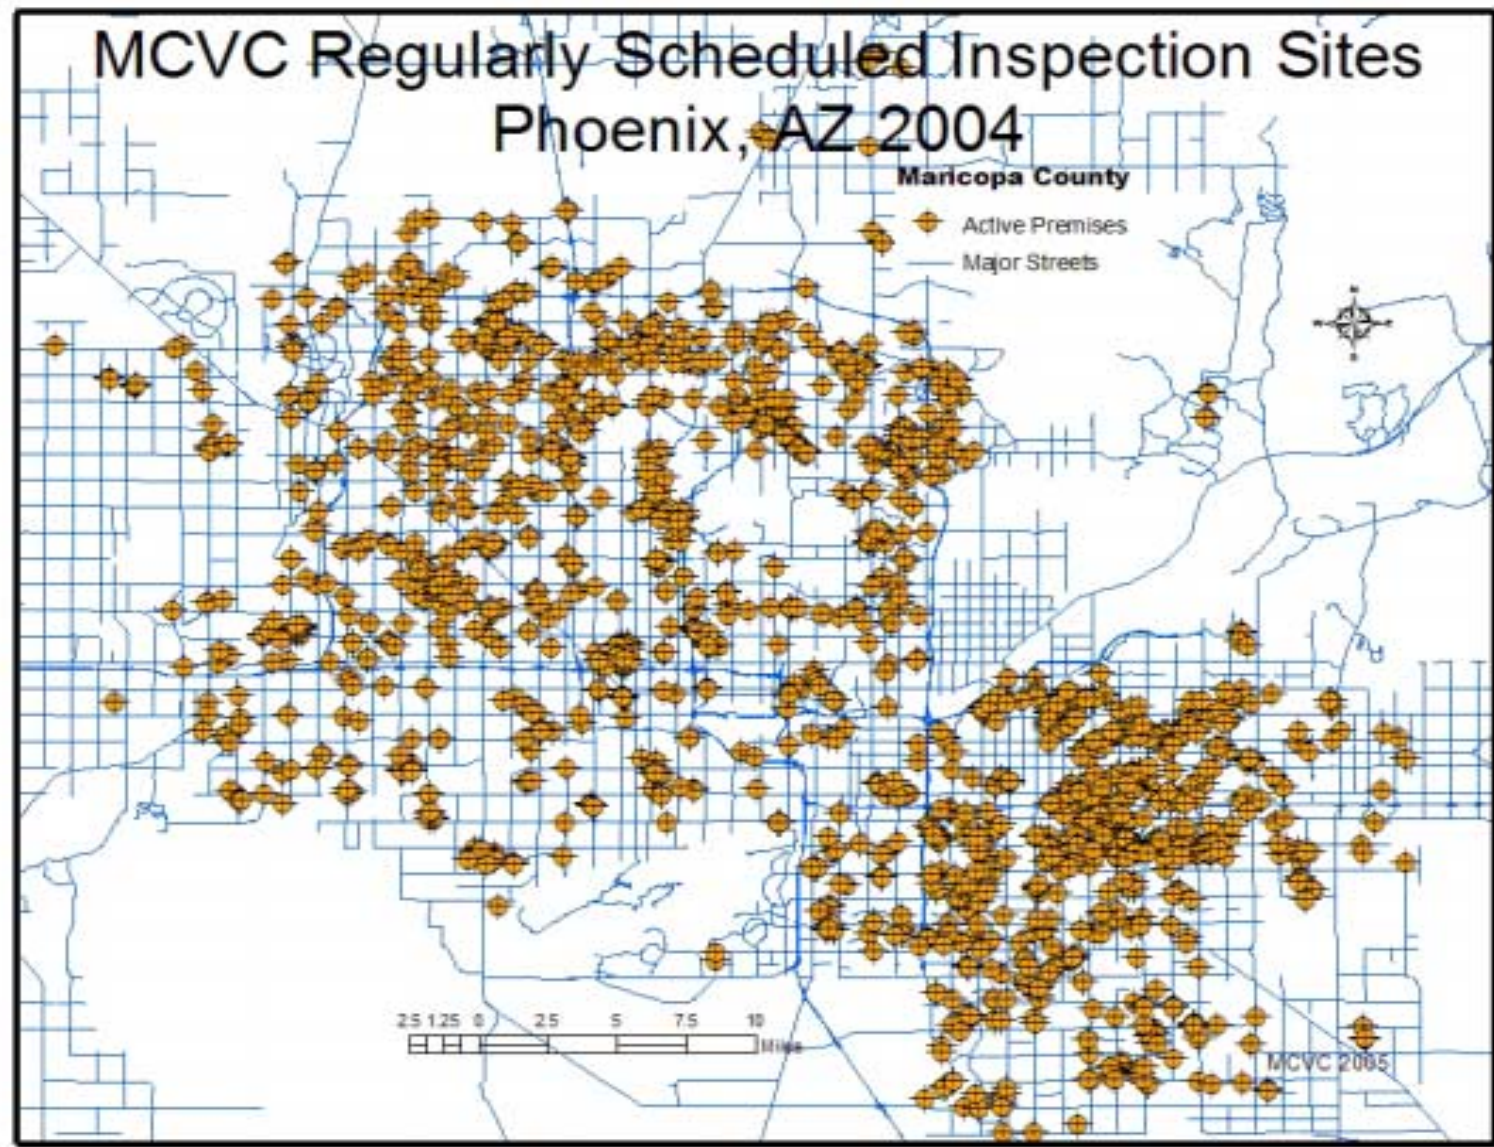 MCVC Regularly Scheduled Inspection Sites
Phoenix, AZ 2004
Maricopa County
Active Premises
Major Streets
N
W
E
S
2.5 1.25 0 2.5 5 7.5 10
Miles
MCVC 2005